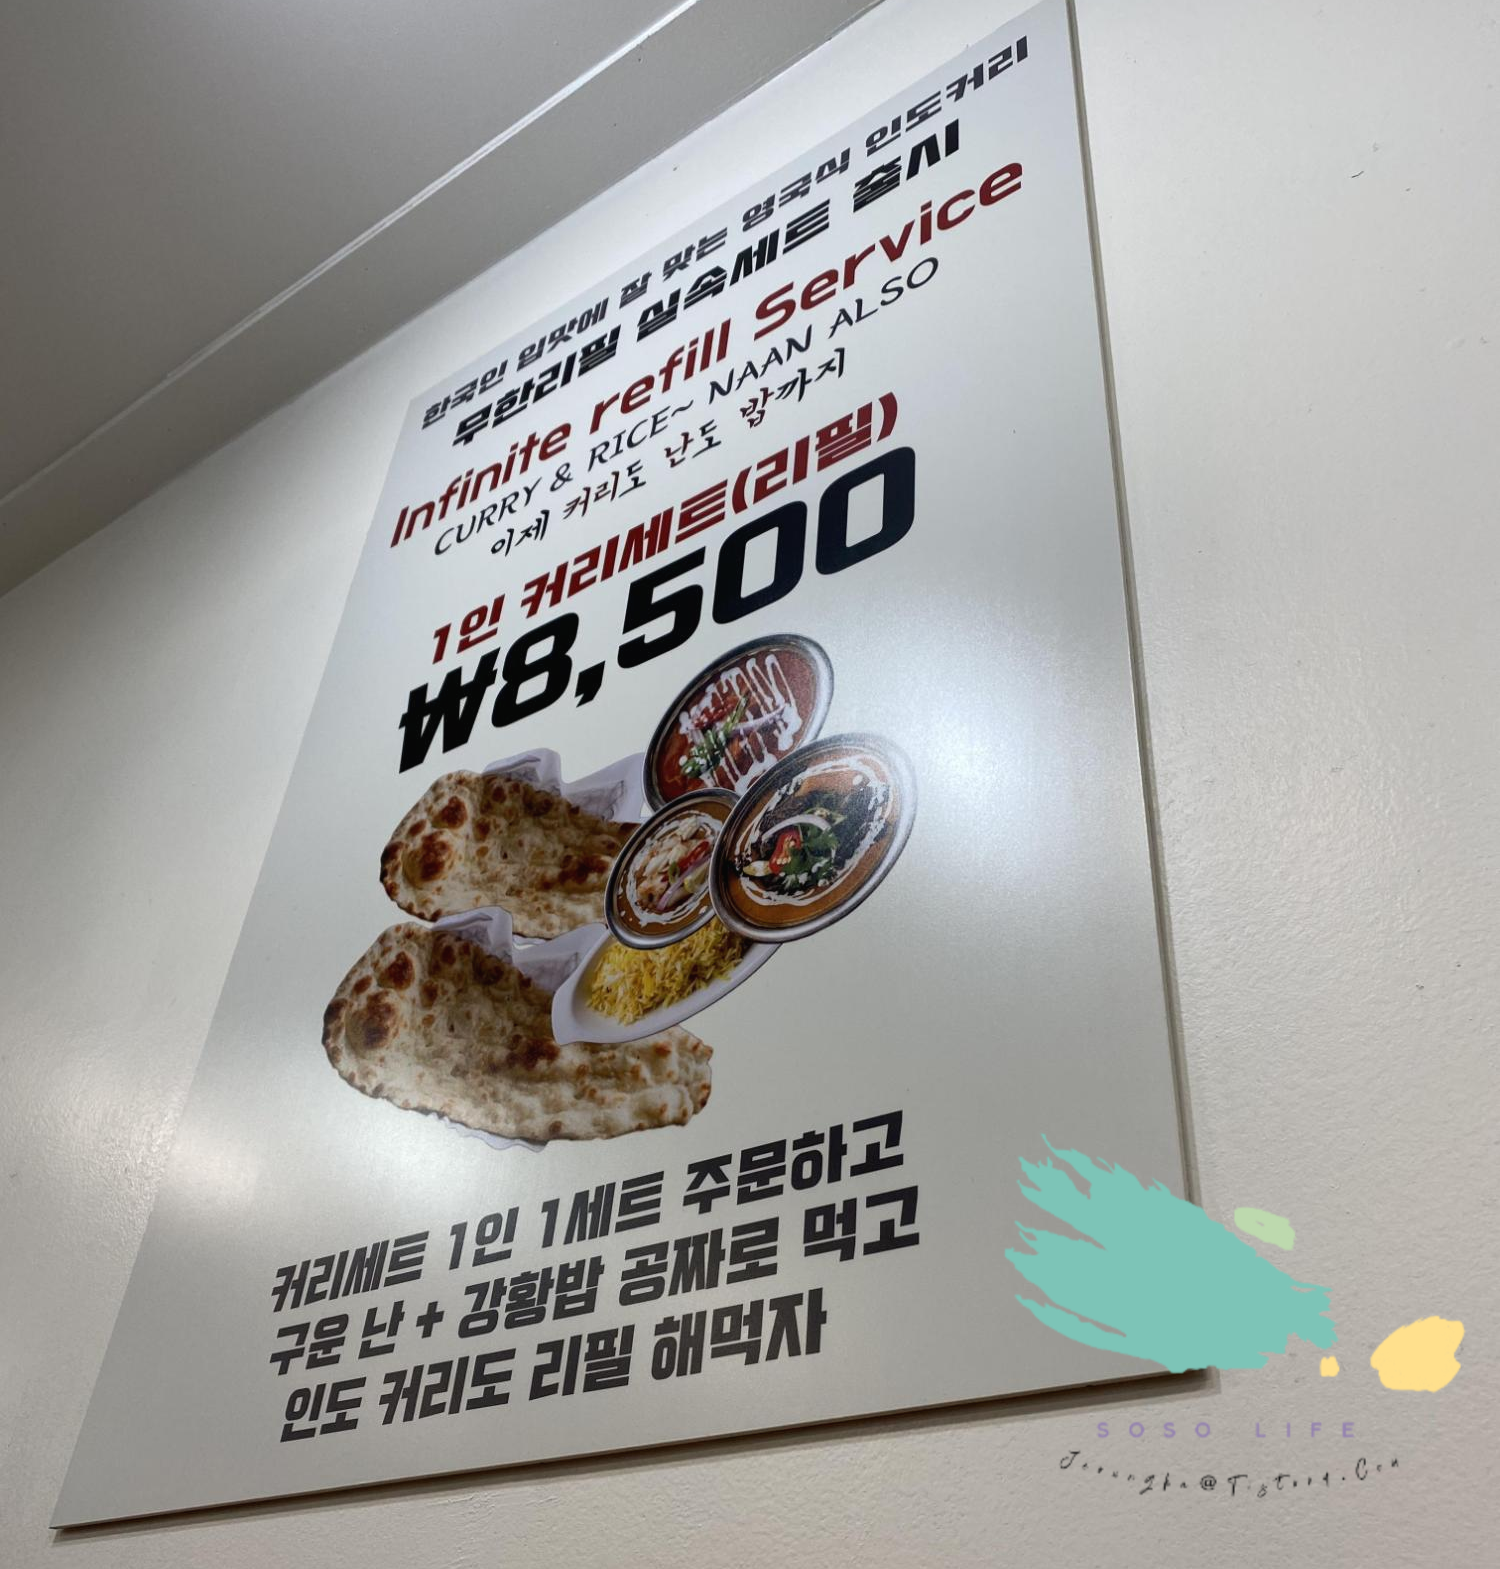 한국인 입맛에 잘 맞는 영국식 인도커리
무한리필 실속세트 출시
Infinite refill Service
CURRY & RICE~ NAAN ALSO
이제 커리도 난도 밥까지
1인 커리세트(리필)
₩8,500
커리세트 1인 1세트 주문하고
구운 난 + 강황밥 공짜로 먹고
인도 커리도 리필 해먹자
SOSO LIFE